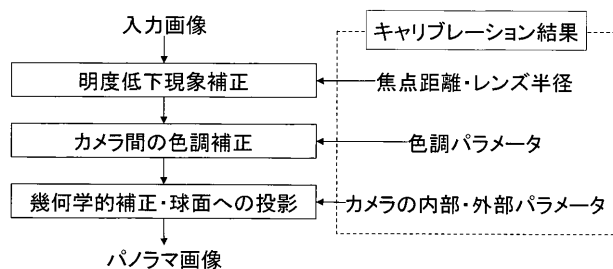 入力画像
キャリブレーション結果
明度低下現象補正
焦点距離・レンズ半径
カメラ間の色調補正
色調パラメータ
幾何学的補正・球面への投影
カメラの内部・外部パラメータ
パノラマ画像